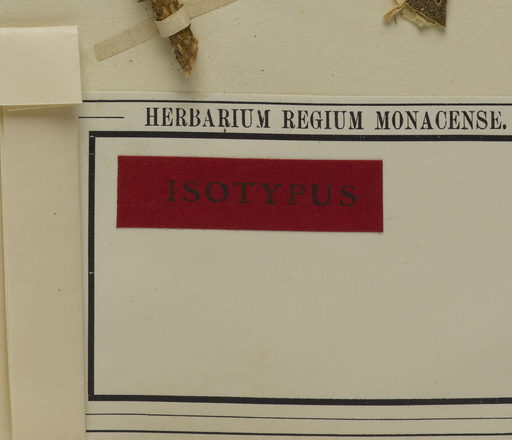 HERBARIUM REGIUM MONACENSE.
ISOTYPUS